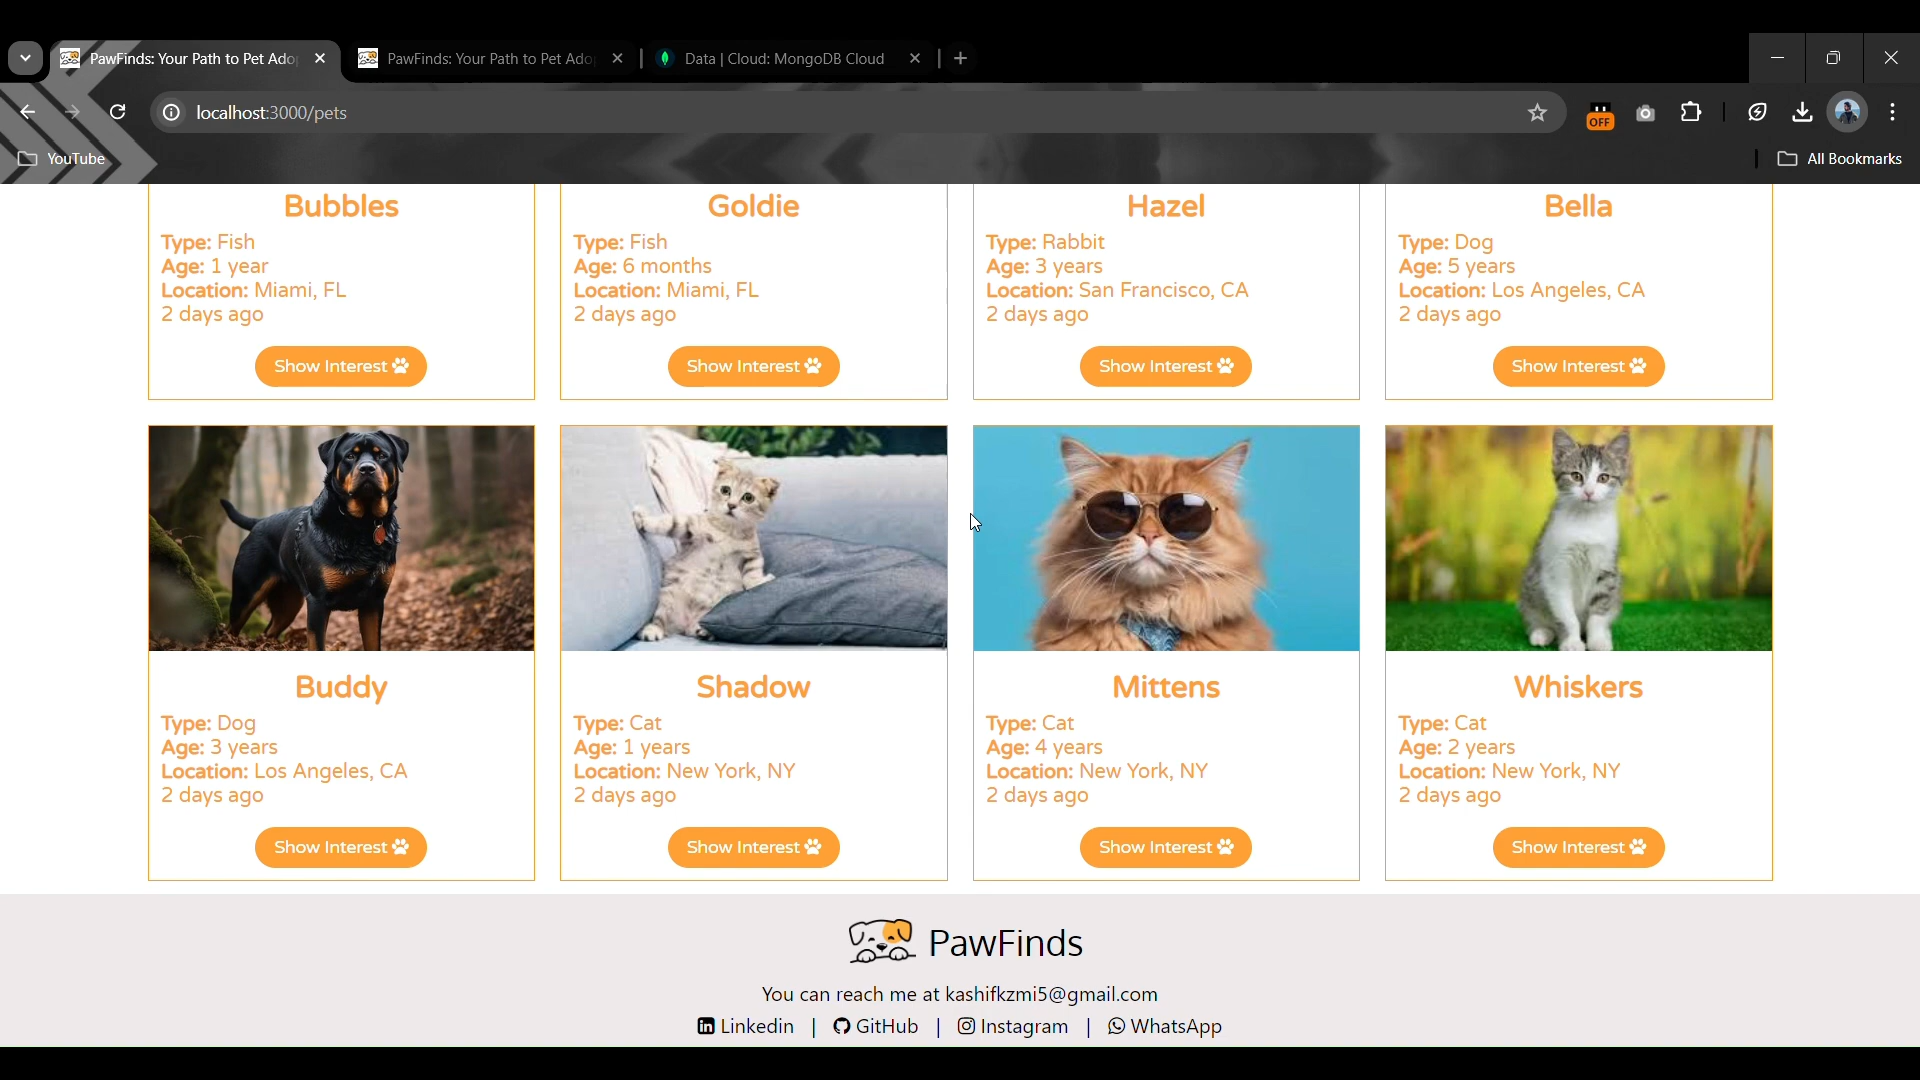 PawFinds: Your Path to Pet Ado
PawFinds: Your Path to Pet Ado
Data | Cloud: MongoDB Cloud
localhost:3000/pets
OFF
YouTube
All Bookmarks
Bubbles
Type: Fish
Age: 1 year
Location: Miami, FL
2 days ago
Show Interest
Goldie
Type: Fish
Age: 6 months
Location: Miami, FL
2 days ago
Show Interest
Hazel
Type: Rabbit
Age: 3 years
Location: San Francisco, CA
2 days ago
Show Interest
Bella
Type: Dog
Age: 5 years
Location: Los Angeles, CA
2 days ago
Show Interest
Buddy
Type: Dog
Age: 3 years
Location: Los Angeles, CA
2 days ago
Show Interest
Shadow
Type: Cat
Age: 1 years
Location: New York, NY
2 days ago
Show Interest
Mittens
Type: Cat
Age: 4 years
Location: New York, NY
2 days ago
Show Interest
Whiskers
Type: Cat
Age: 2 years
Location: New York, NY
2 days ago
Show Interest
PawFinds
You can reach me at kashifkzmi5@gmail.com
Linkedin | GitHub | Instagram | WhatsApp